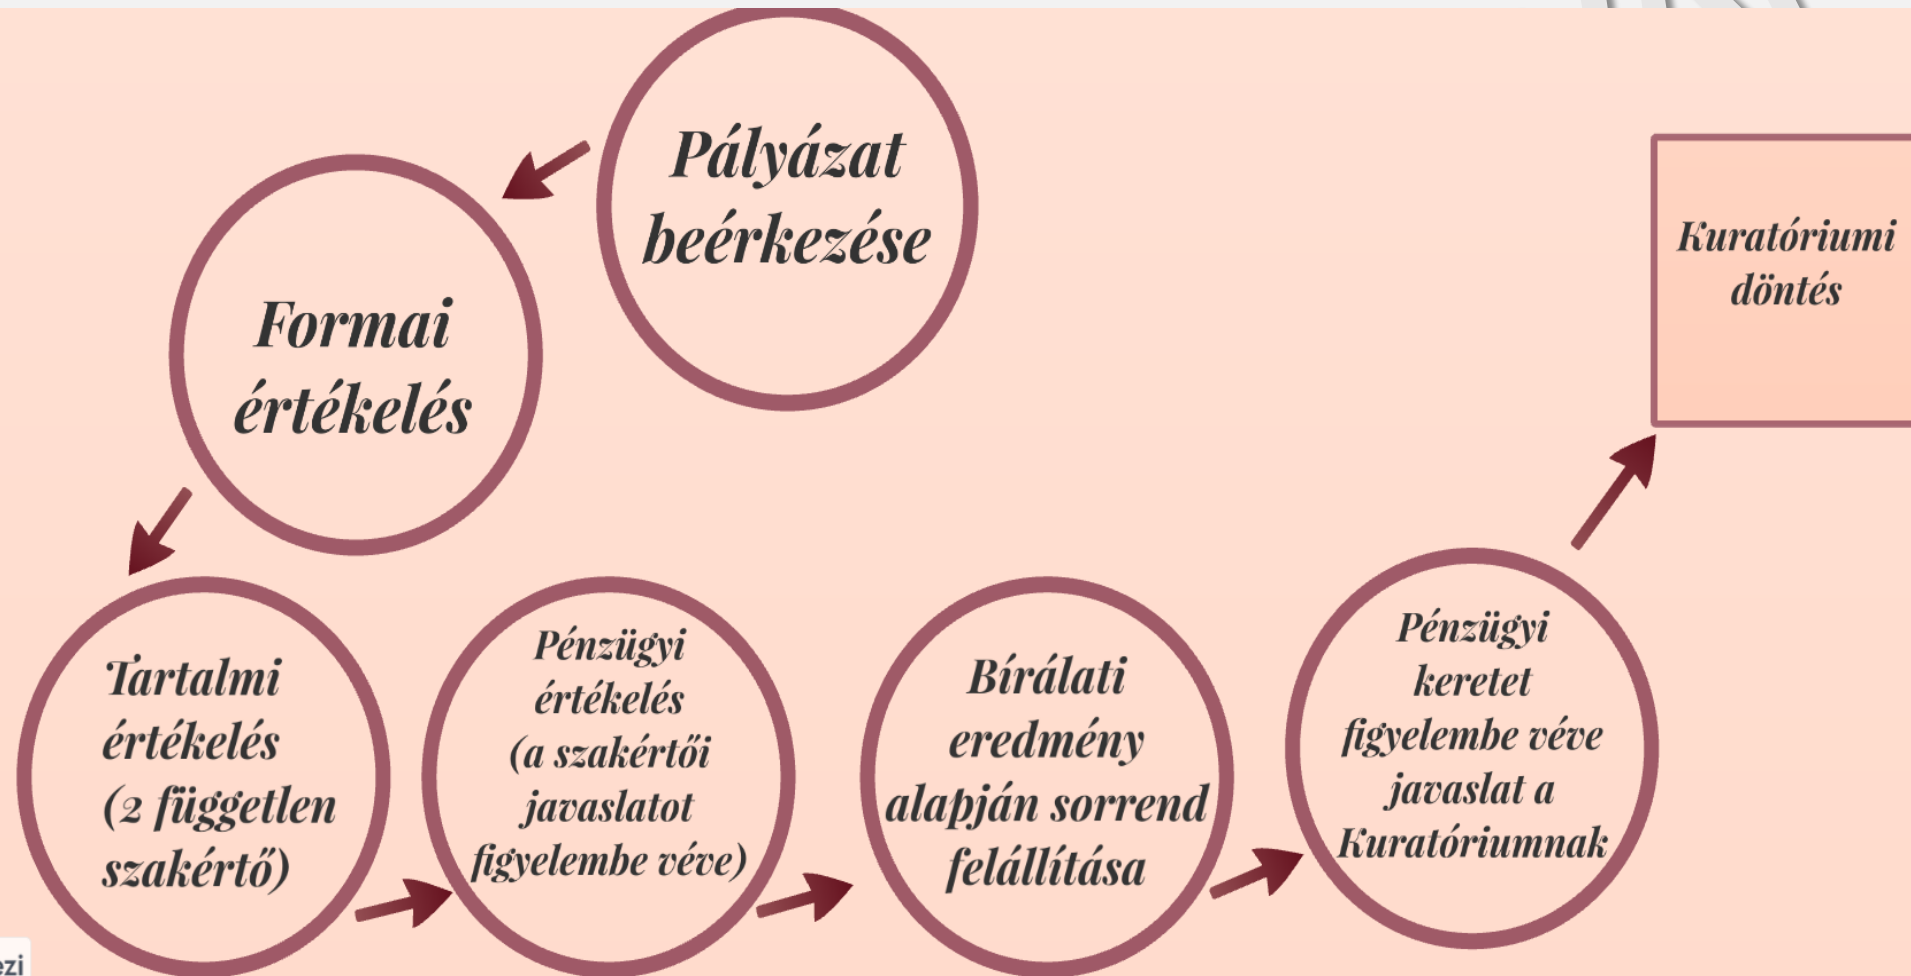 Pályázat
beérkezése
Formai
értékelés
Tartalmi
értékelés
(2 független
szakértő)
Pénzügyi
értékelés
(a szakértői
javaslatot
figyelembe véve)
Bírálati
eredmény
alapján sorrend
felállítása
Pénzügyi
keretet
figyelembe véve
javaslat a
Kuratóriumnak
Kuratóriumi
döntés